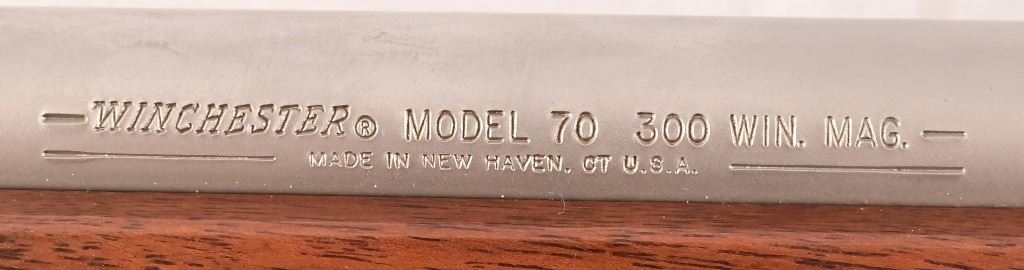 WINCHESTER® MODEL 70 300 WIN. MAG.
MADE IN NEW HAVEN, CT U.S.A.